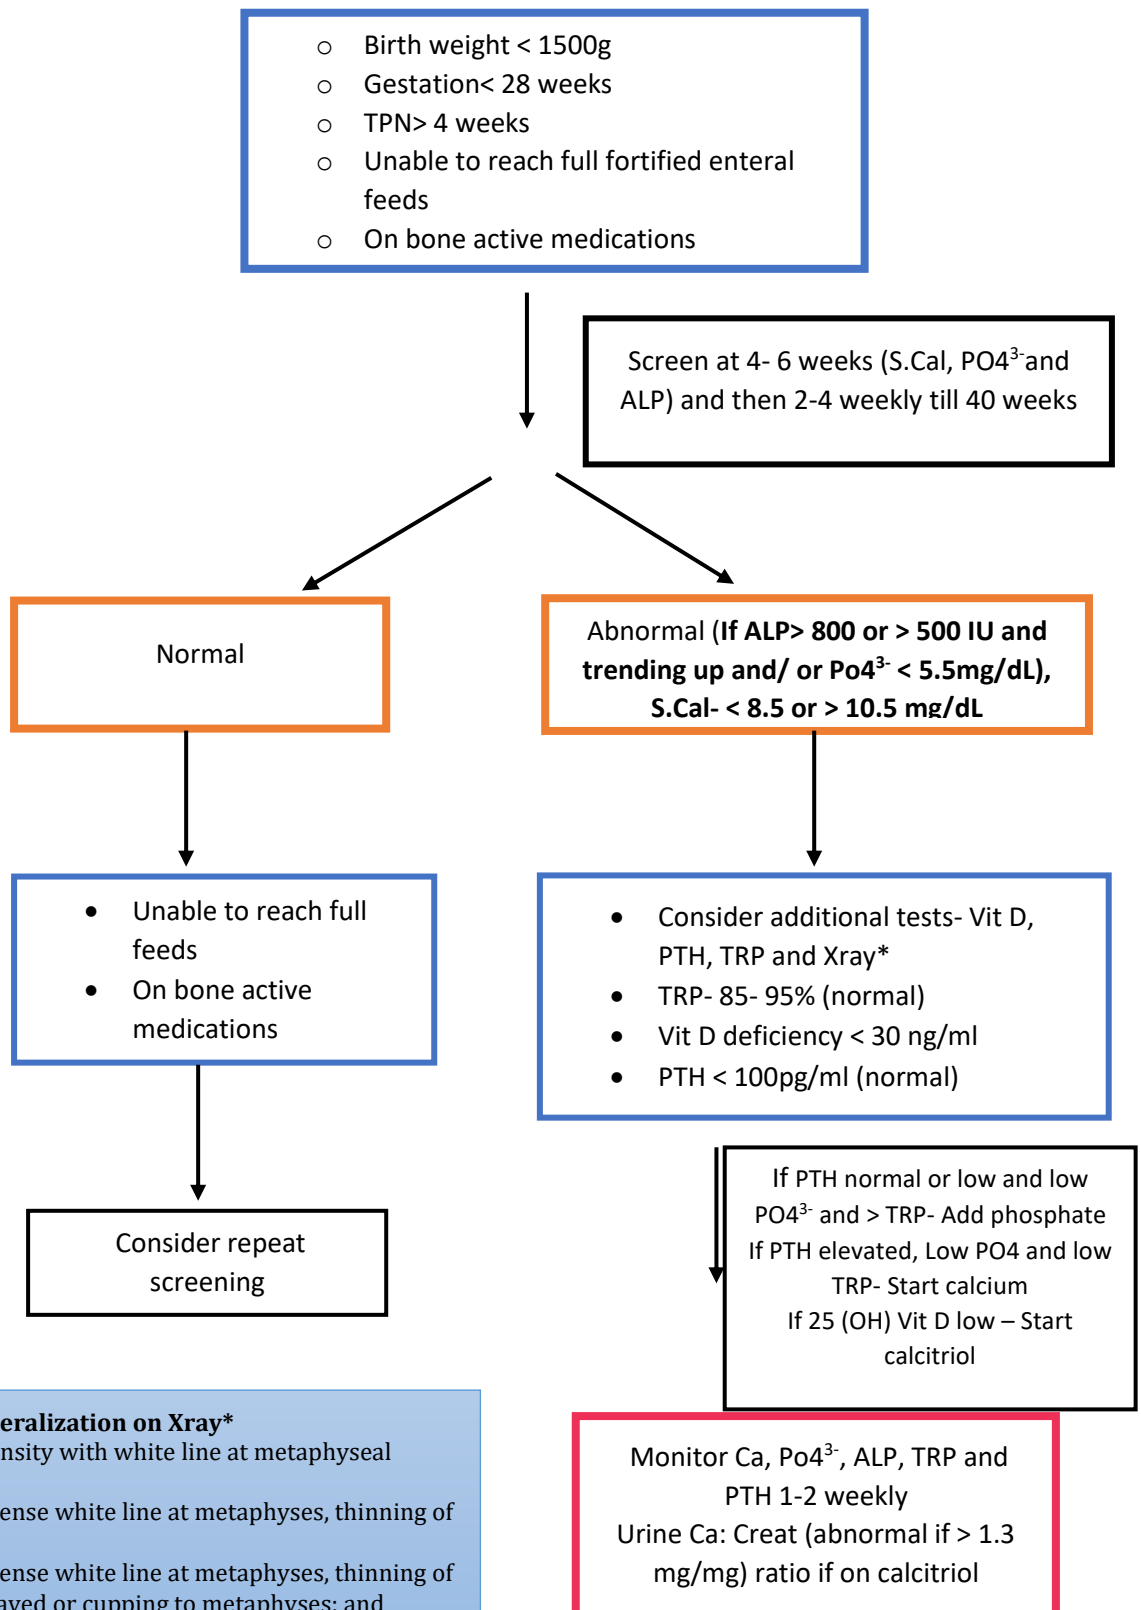 ○ Birth weight < 1500g
○ Gestation< 28 weeks
○ TPN> 4 weeks
○ Unable to reach full fortified enteral
feeds
○ On bone active medications
Screen at 4- 6 weeks (S.Cal, PO4³⁻and
ALP) and then 2-4 weekly till 40 weeks
Normal
Abnormal (If ALP> 800 or > 500 IU and
trending up and/ or Po4³⁻ < 5.5mg/dL),
S.Cal- < 8.5 or > 10.5 mg/dL
• Unable to reach full
feeds
• On bone active
medications
• Consider additional tests- Vit D,
PTH, TRP and Xray*
• TRP- 85- 95% (normal)
• Vit D deficiency < 30 ng/ml
• PTH < 100pg/ml (normal)
Consider repeat
screening
If PTH normal or low and low
PO4³⁻ and > TRP- Add phosphate
If PTH elevated, Low PO4 and low
TRP- Start calcium
If 25 (OH) Vit D low – Start
calcitriol
eralization on Xray*
nsity with white line at metaphyseal
ense white line at metaphyses, thinning of
ense white line at metaphyses, thinning of
ayed or cupping to metaphyses; and
Monitor Ca, Po4³⁻, ALP, TRP and
PTH 1-2 weekly
Urine Ca: Creat (abnormal if > 1.3
mg/mg) ratio if on calcitriol